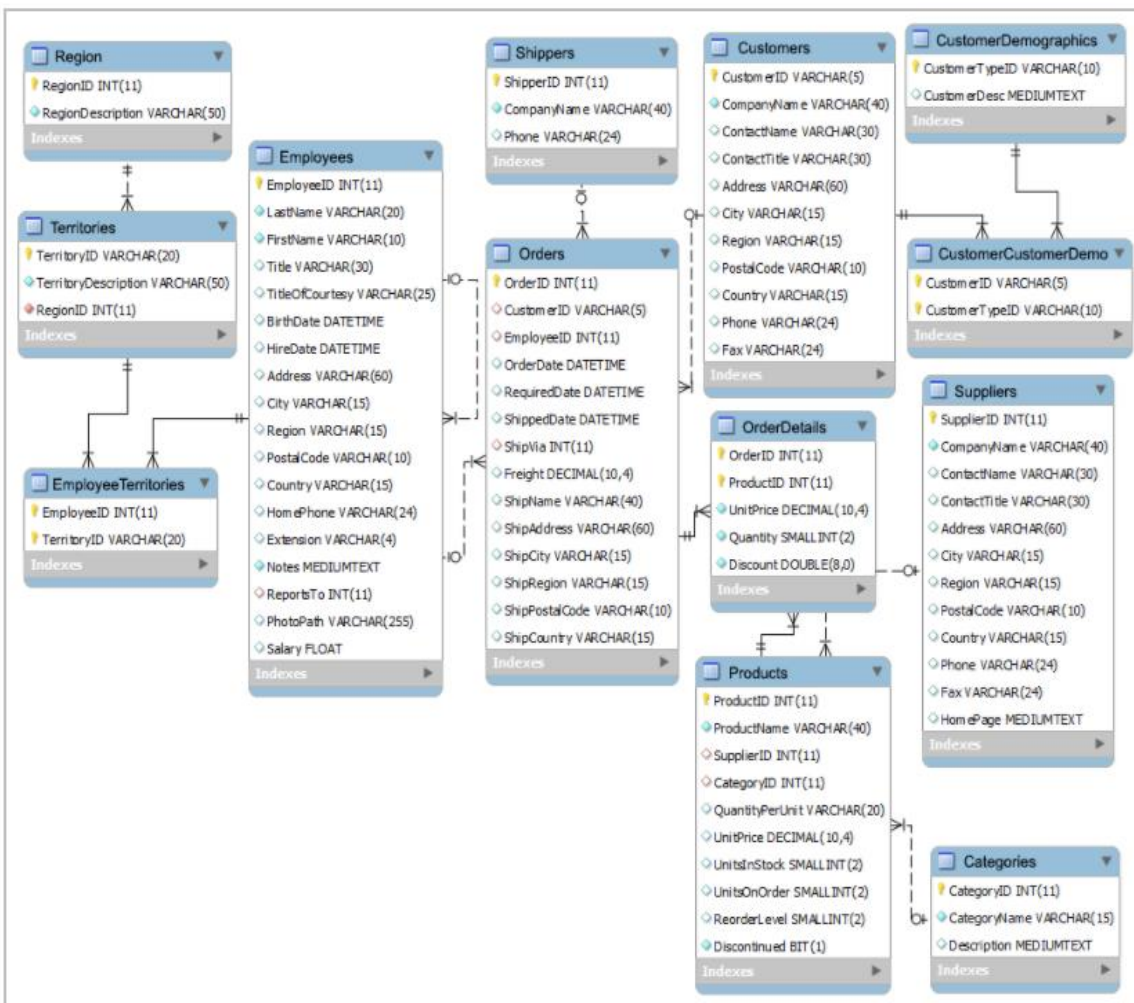 Region
RegionID INT(11)
RegionDescription VARCHAR(50)
Indexes
Territories
TerritoryID VARCHAR(20)
TerritoryDescription VARCHAR(50)
RegionID INT(11)
Indexes
EmployeeTerritories
EmployeeID INT(11)
TerritoryID VARCHAR(20)
Indexes
Employees
EmployeeID INT(11)
LastName VARCHAR(20)
FirstName VARCHAR(10)
Title VARCHAR(30)
TitleOfCourtesy VARCHAR(25)
BirthDate DATETIME
HireDate DATETIME
Address VARCHAR(60)
City VARCHAR(15)
Region VARCHAR(15)
PostalCode VARCHAR(10)
Country VARCHAR(15)
HomePhone VARCHAR(24)
Extension VARCHAR(4)
Notes MEDIUMTEXT
ReportsTo INT(11)
PhotoPath VARCHAR(255)
Salary FLOAT
Indexes
Shippers
ShipperID INT(11)
CompanyName VARCHAR(40)
Phone VARCHAR(24)
Indexes
Orders
OrderID INT(11)
CustomerID VARCHAR(5)
EmployeeID INT(11)
OrderDate DATETIME
RequiredDate DATETIME
ShippedDate DATETIME
ShipVia INT(11)
Freight DECIMAL(10,4)
ShipName VARCHAR(40)
ShipAddress VARCHAR(60)
ShipCity VARCHAR(15)
ShipRegion VARCHAR(15)
ShipPostalCode VARCHAR(10)
ShipCountry VARCHAR(15)
Indexes
Customers
CustomerID VARCHAR(5)
CompanyName VARCHAR(40)
ContactName VARCHAR(30)
ContactTitle VARCHAR(30)
Address VARCHAR(60)
City VARCHAR(15)
Region VARCHAR(15)
PostalCode VARCHAR(10)
Country VARCHAR(15)
Phone VARCHAR(24)
Fax VARCHAR(24)
Indexes
OrderDetails
OrderID INT(11)
ProductID INT(11)
UnitPrice DECIMAL(10,4)
Quantity SMALLINT(2)
Discount DOUBLE(8,0)
Indexes
Products
ProductID INT(11)
ProductName VARCHAR(40)
SupplierID INT(11)
CategoryID INT(11)
QuantityPerUnit VARCHAR(20)
UnitPrice DECIMAL(10,4)
UnitsInStock SMALLINT(2)
UnitsOnOrder SMALLINT(2)
ReorderLevel SMALLINT(2)
Discontinued BIT(1)
Indexes
CustomerDemographics
CustomerTypeID VARCHAR(10)
CustomerDesc MEDIUMTEXT
Indexes
CustomerCustomerDemo
CustomerID VARCHAR(5)
CustomerTypeID VARCHAR(10)
Indexes
Suppliers
SupplierID INT(11)
CompanyName VARCHAR(40)
ContactName VARCHAR(30)
ContactTitle VARCHAR(30)
Address VARCHAR(60)
City VARCHAR(15)
Region VARCHAR(15)
PostalCode VARCHAR(10)
Country VARCHAR(15)
Phone VARCHAR(24)
Fax VARCHAR(24)
HomePage MEDIUMTEXT
Indexes
Categories
CategoryID INT(11)
CategoryName VARCHAR(15)
Description MEDIUMTEXT
Indexes